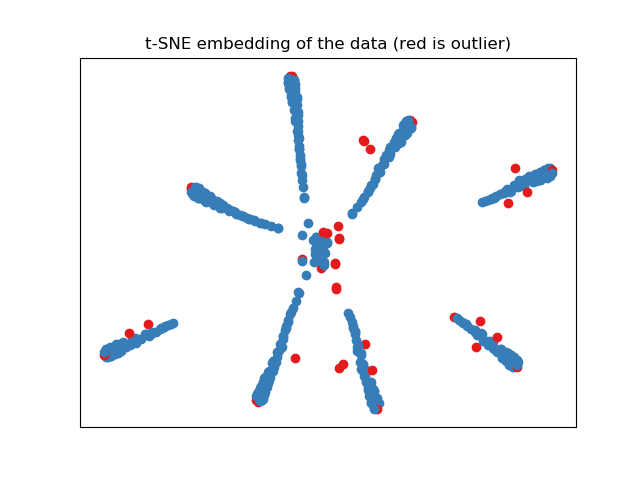 t-SNE embedding of the data (red is outlier)